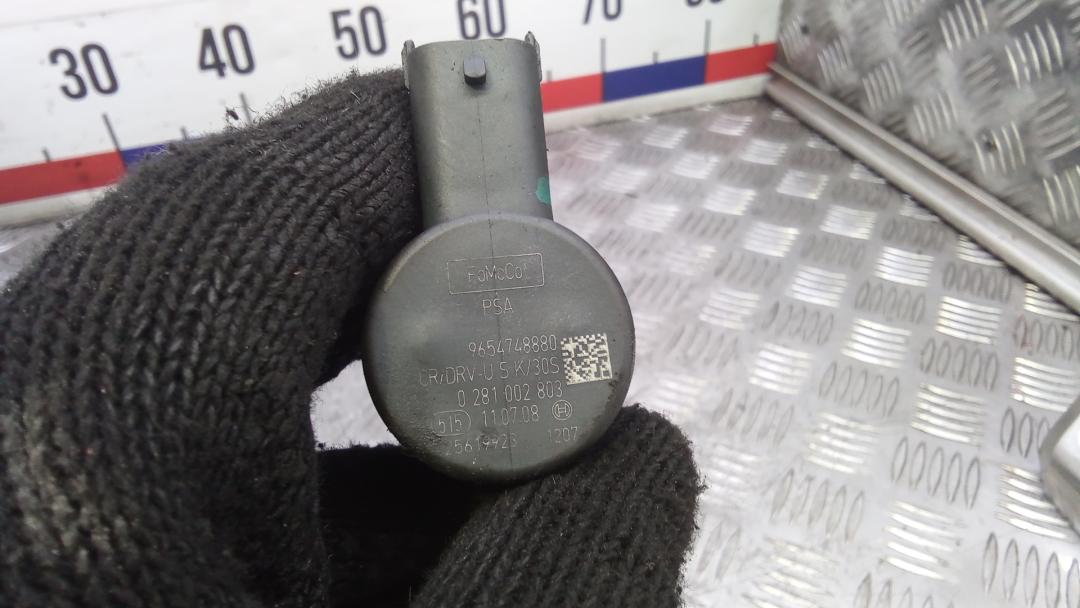 30 40 50 60 70
FoMoCo
PSA
9654748880
CR/DRV-U S K/30S
0 281 002 803
515 11.07.08 H
5619923 1207